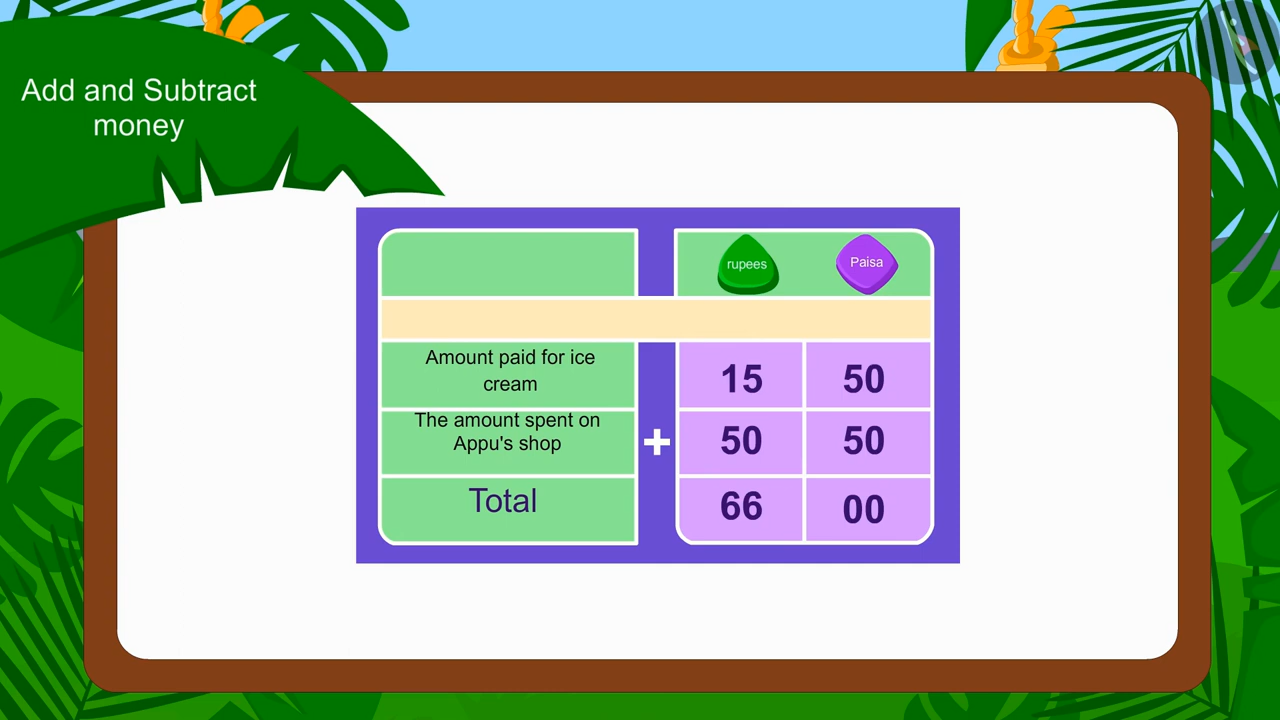 Add and Subtract
money
rupees Paisa
Amount paid for ice
cream
15 50
The amount spent on
Appu's shop
+ 50 50
Total 66 00